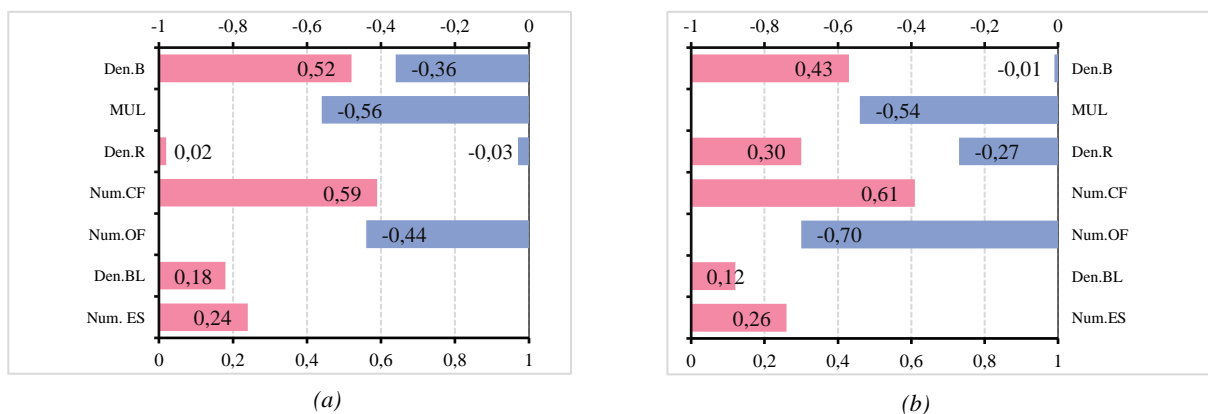 -1 -0,8 -0,6 -0,4 -0,2 0
Den.B 0,52 -0,36
MUL -0,56
Den.R 0,02 -0,03
Num.CF 0,59
Num.OF -0,44
Den.BL 0,18
Num. ES 0,24
0 0,2 0,4 0,6 0,8 1
(a)
-1 -0,8 -0,6 -0,4 -0,2 0
0,43 -0,01 Den.B
-0,54 MUL
0,30 -0,27 Den.R
0,61 Num.CF
-0,70 Num.OF
0,12 Den.BL
0,26 Num.ES
0 0,2 0,4 0,6 0,8 1
(b)